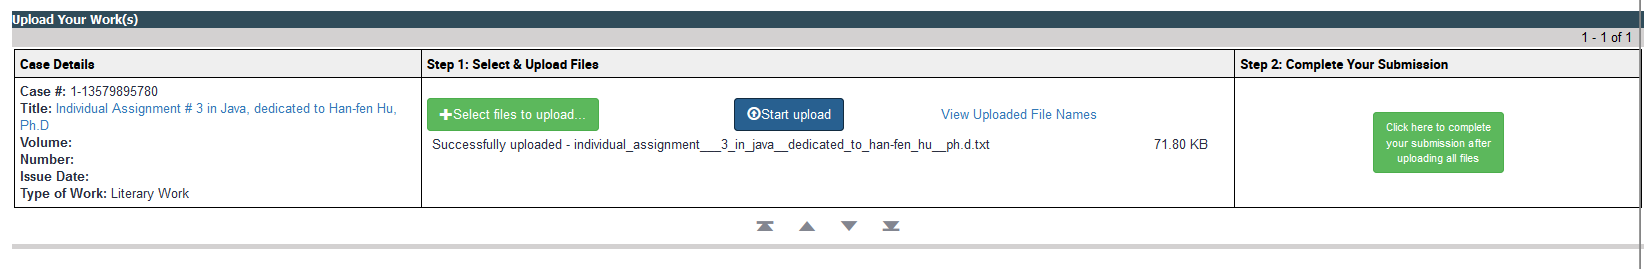 Upload Your Work(s)
1 - 1 of 1
Case Details
Step 1: Select & Upload Files
Step 2: Complete Your Submission
Case #: 1-13579895780
Title: Individual Assignment # 3 in Java, dedicated to Han-fen Hu,
Ph.D
Volume:
Number:
Issue Date:
Type of Work: Literary Work
Select files to upload...
Start upload
View Uploaded File Names
Successfully uploaded - individual_assignment___3_in_java__dedicated_to_han-fen_hu__ph.d.txt
71.80 KB
Click here to complete
your submission after
uploading all files